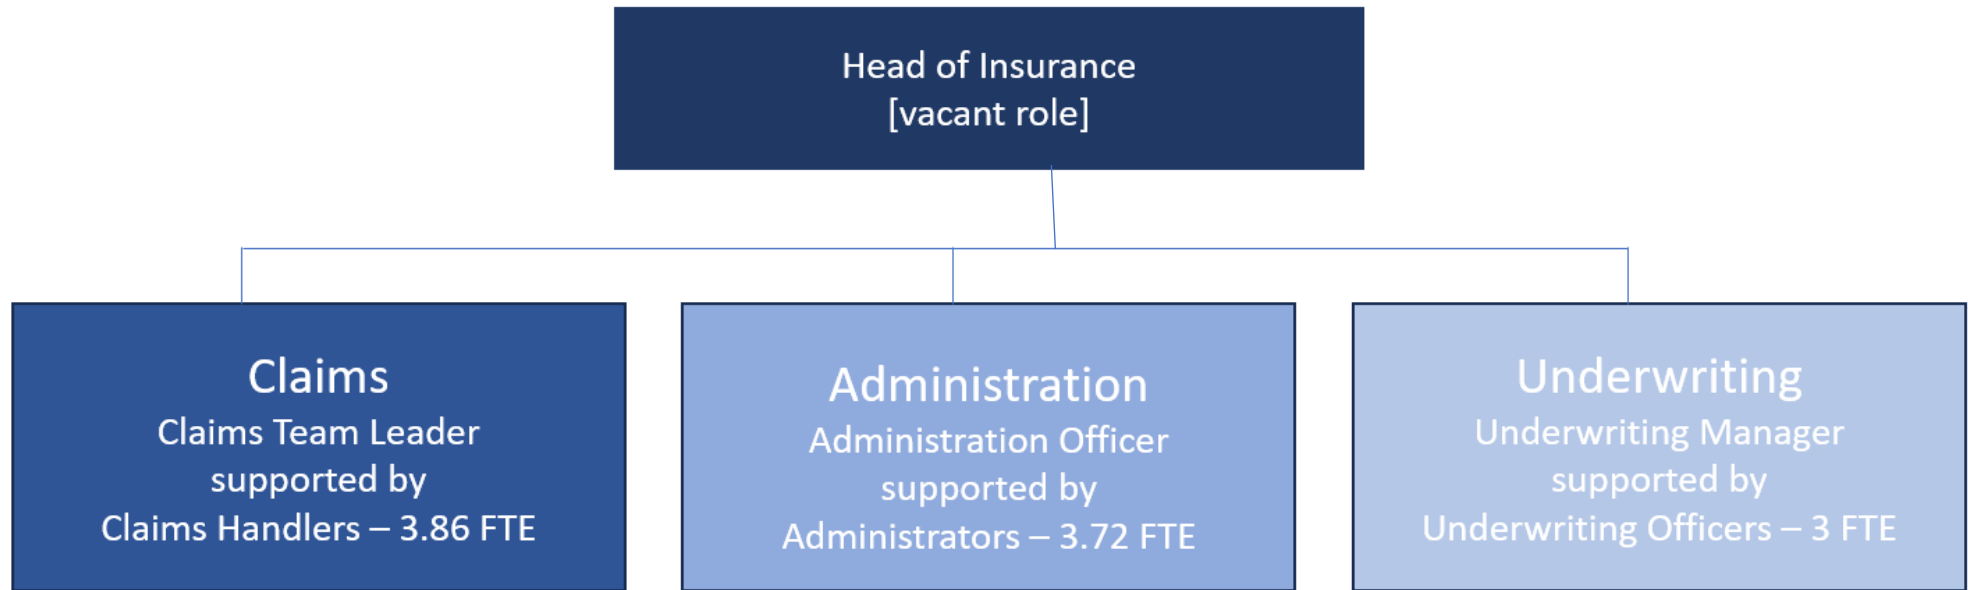 Head of Insurance
[vacant role]
Claims
Claims Team Leader
supported by
Claims Handlers – 3.86 FTE
Administration
Administration Officer
supported by
Administrators – 3.72 FTE
Underwriting
Underwriting Manager
supported by
Underwriting Officers – 3 FTE